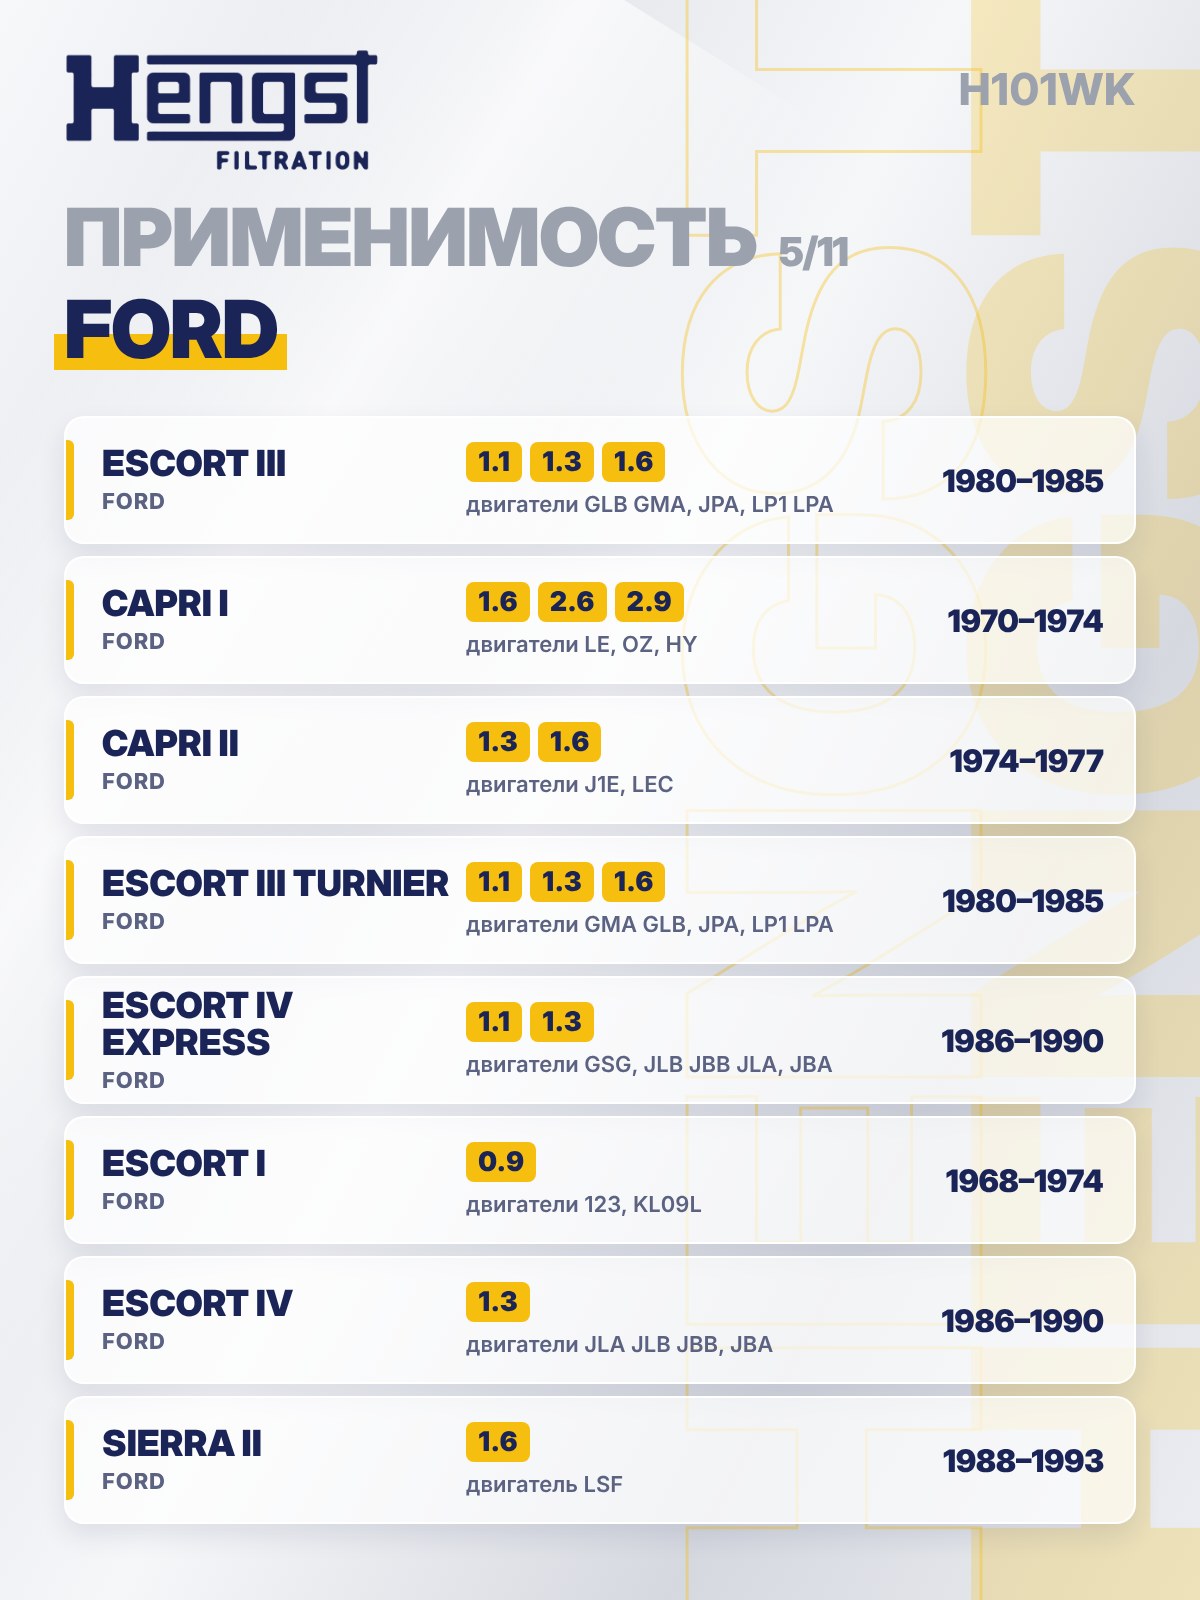 Hengst
FILTRATION
H101WK
ПРИМЕНИМОСТЬ 5/11
FORD
ESCORT III
FORD
1.1 1.3 1.6
двигатели GLB GMA, JPA, LP1 LPA
1980–1985
CAPRI I
FORD
1.6 2.6 2.9
двигатели LE, OZ, HY
1970–1974
CAPRI II
FORD
1.3 1.6
двигатели J1E, LEC
1974–1977
ESCORT III TURNIER
FORD
1.1 1.3 1.6
двигатели GMA GLB, JPA, LP1 LPA
1980–1985
ESCORT IV
EXPRESS
FORD
1.1 1.3
двигатели GSG, JLB JBB JLA, JBA
1986–1990
ESCORT I
FORD
0.9
двигатели 123, KL09L
1968–1974
ESCORT IV
FORD
1.3
двигатели JLA JLB JBB, JBA
1986–1990
SIERRA II
FORD
1.6
двигатель LSF
1988–1993
HENGST
HENGST